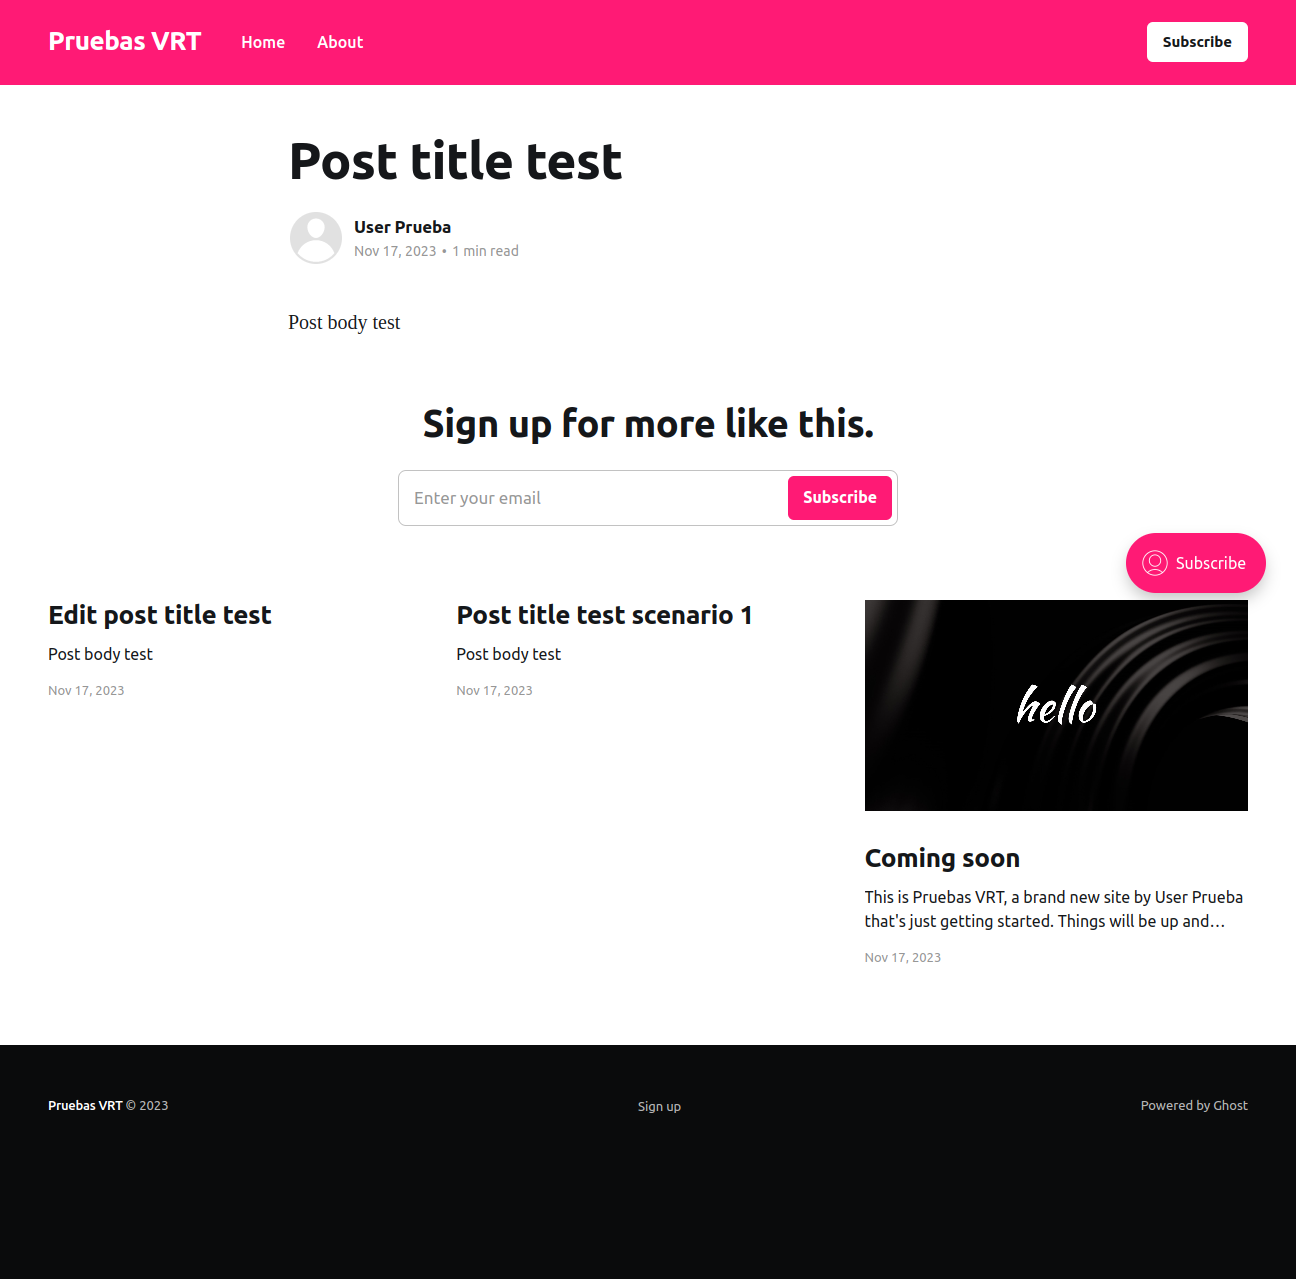 Pruebas VRT
Home
About
Subscribe
Post title test
User Prueba
Nov 17, 2023 • 1 min read
Post body test
Sign up for more like this.
Enter your email
Subscribe
Subscribe
Edit post title test
Post body test
Nov 17, 2023
Post title test scenario 1
Post body test
Nov 17, 2023
hello
Coming soon
This is Pruebas VRT, a brand new site by User Prueba
that's just getting started. Things will be up and…
Nov 17, 2023
Pruebas VRT © 2023
Sign up
Powered by Ghost